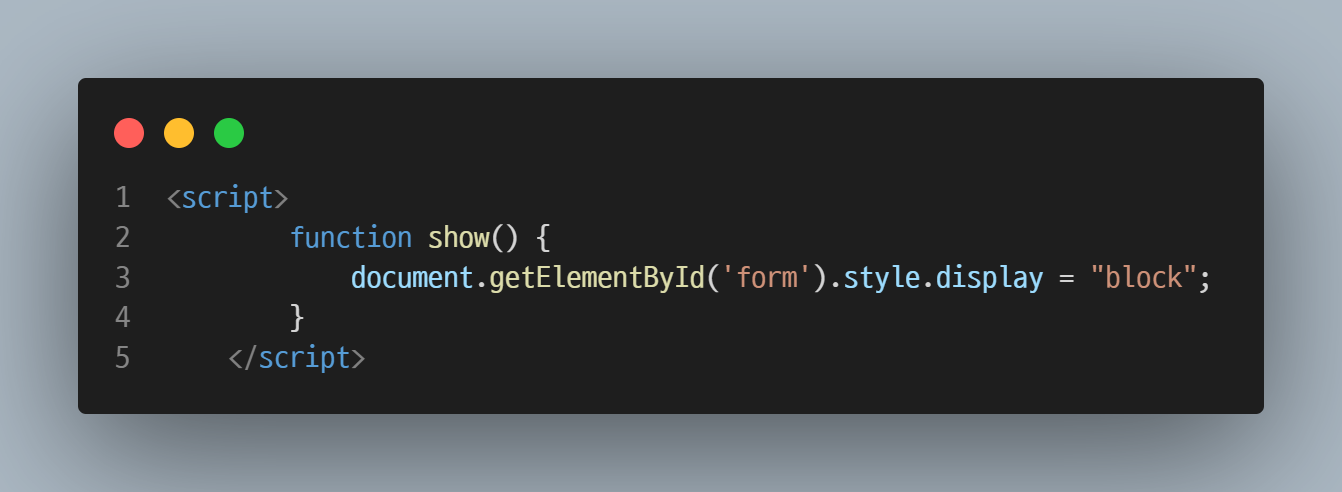 1 <script>
2         function show() {
3             document.getElementById('form').style.display = "block";
4         }
5     </script>